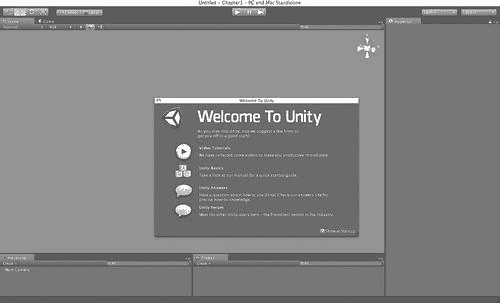 Untitled - Chapter1 - PC and Mac Standalone
Scene
Game
Inspector
Welcome To Unity
Welcome To Unity
As you dive into Unity, may we suggest a few hints to
get you off to a good start?
Video Tutorials
We have collected some videos to make you productive immediately.
Unity Basics
Take a look at our manual for a quick startup guide.
Unity Answers
Have a question about how to use Unity? Check our answers site for
precise how-to knowledge.
Unity Forum
Meet the other Unity users here - the friendliest people in the industry.
Show at Startup
Hierarchy
Project
Create
Create
Main Camera